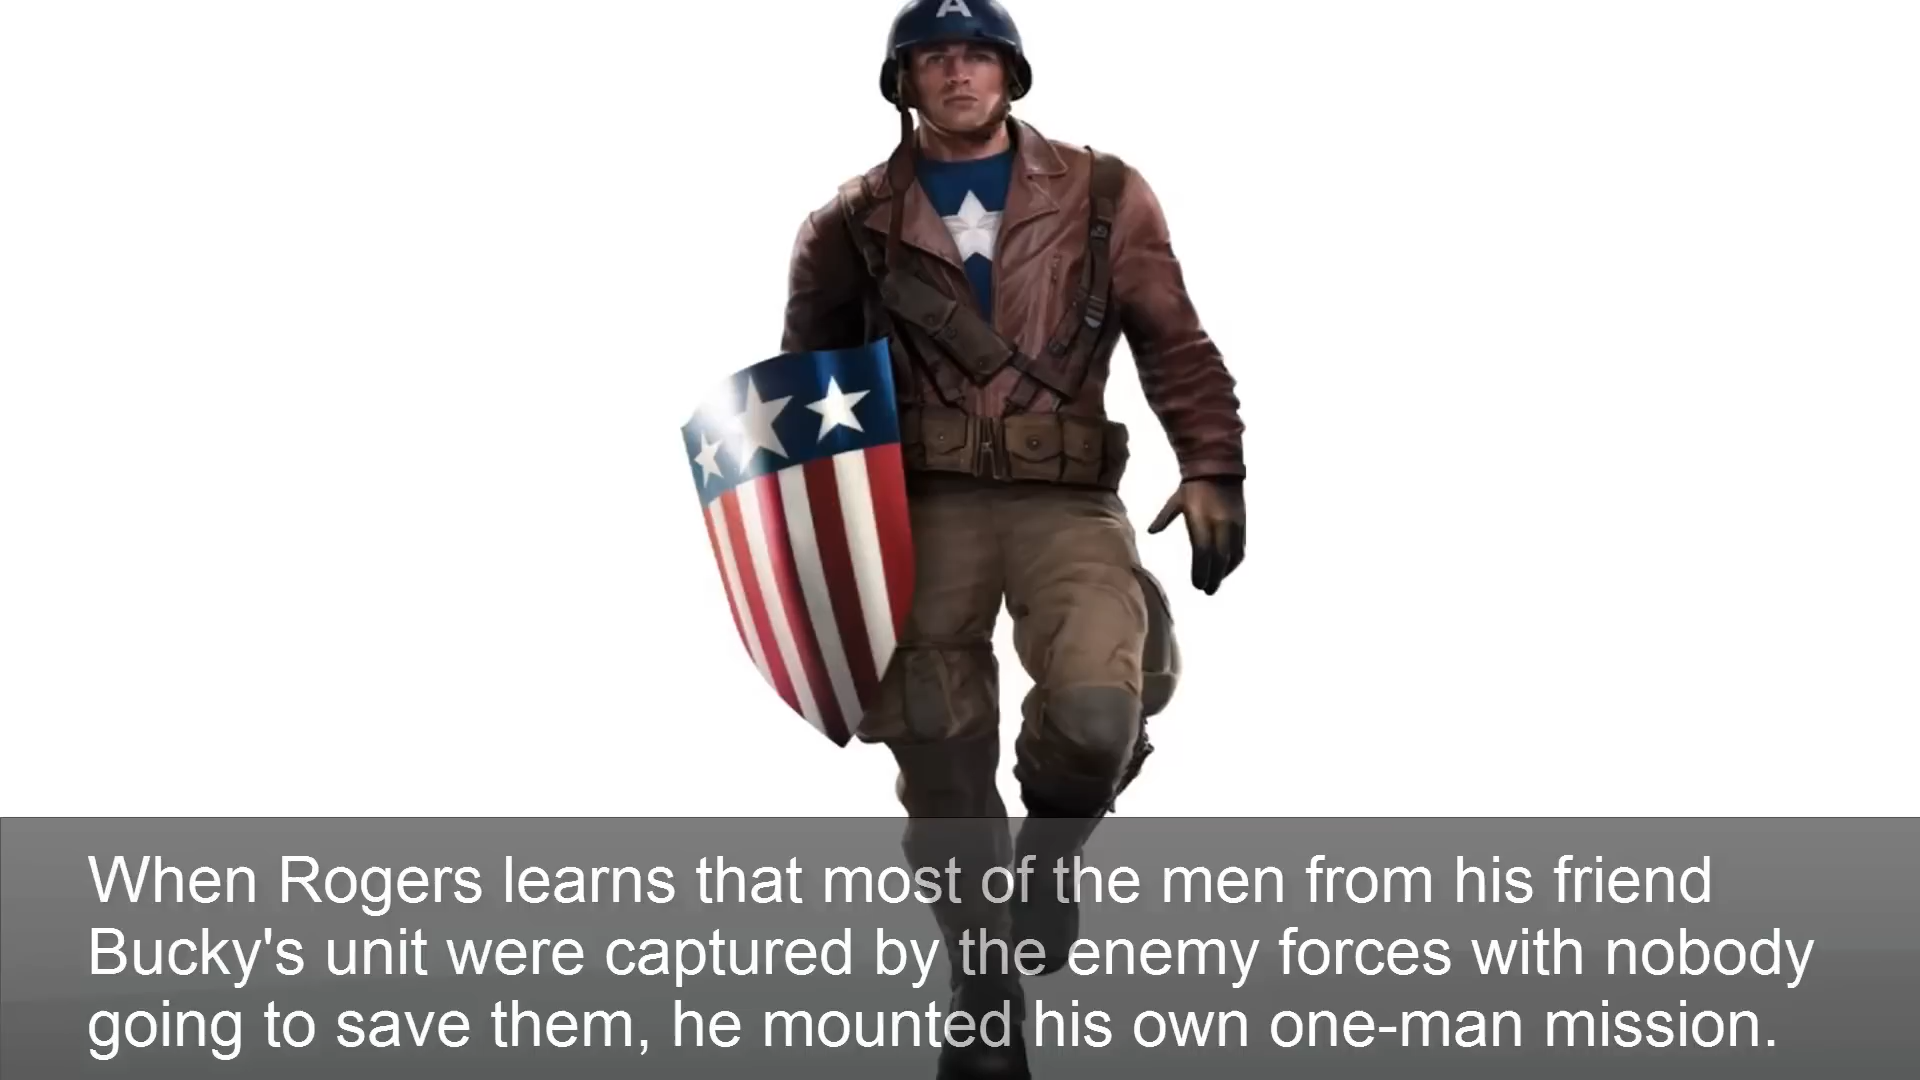 A
When Rogers learns that most of the men from his friend
Bucky's unit were captured by the enemy forces with nobody
going to save them, he mounted his own one-man mission.